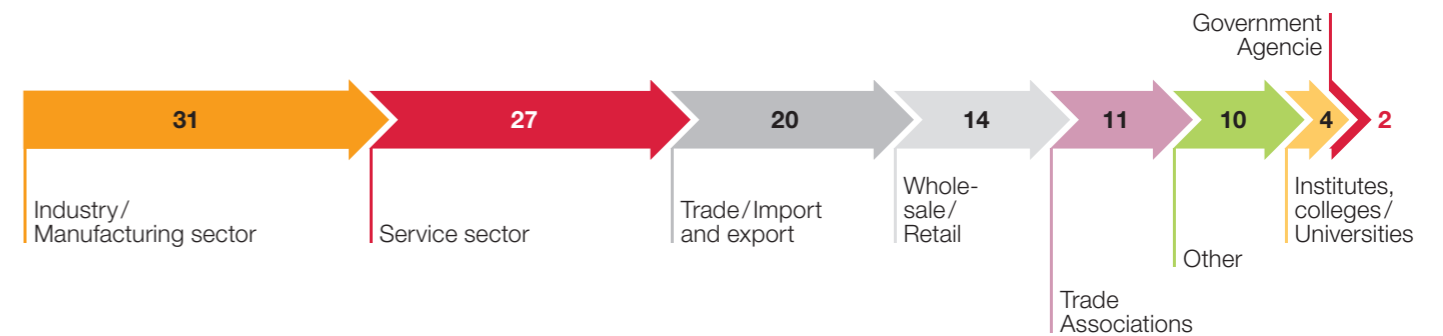 Government
Agencie
31
27
20
14
11
10
4
2
Industry/
Manufacturing sector
Service sector
Trade/Import
and export
Whole-
sale/
Retail
Trade
Associations
Other
Institutes,
colleges/
Universities